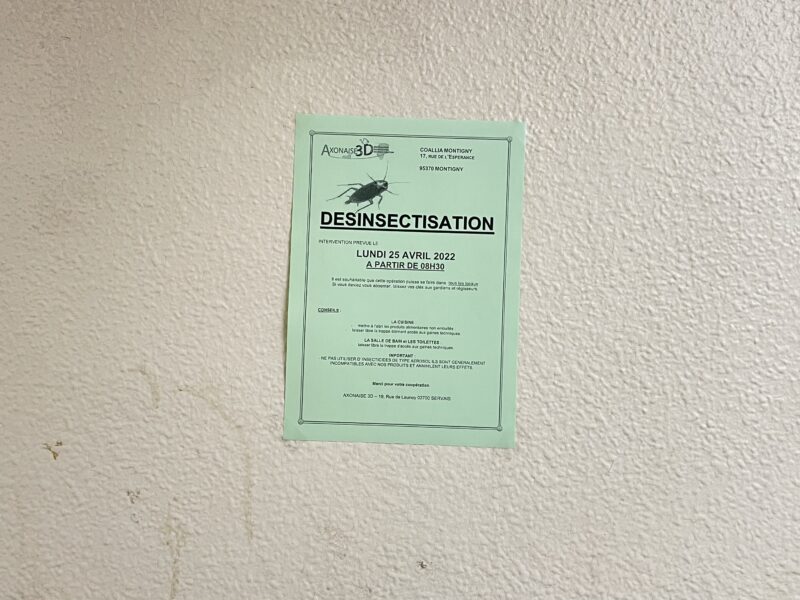 AXONAISE 3D
COALLIA MONTIGNY
17, RUE DE L'ESPERANCE
95370 MONTIGNY
DESINSECTISATION
INTERVENTION PREVUE LE
LUNDI 25 AVRIL 2022
A PARTIR DE 08H30
Il est souhaitable que cette opération puisse se faire dans tous les locaux
Si vous deviez vous absenter, laissez vos clés aux gardiens et régisseurs.
CONSEILS :
LA CUISINE
- mettre à l'abri les produits alimentaires non emballés
laisser libre la trappe donnant accès aux gaines techniques.
LA SALLE DE BAIN et LES TOILETTES :
laisser libre la trappe d'accès aux gaines techniques.
IMPORTANT
- NE PAS UTILISER D'INSECTICIDES DE TYPE AEROSOL ILS SONT GENERALEMENT
INCOMPATIBLES AVEC NOS PRODUITS ET ANNULENT LEURS EFFETS.
Merci pour votre coopération
AXONAISE 3D – 19, Rue de Launoy 02700 SERVAIS